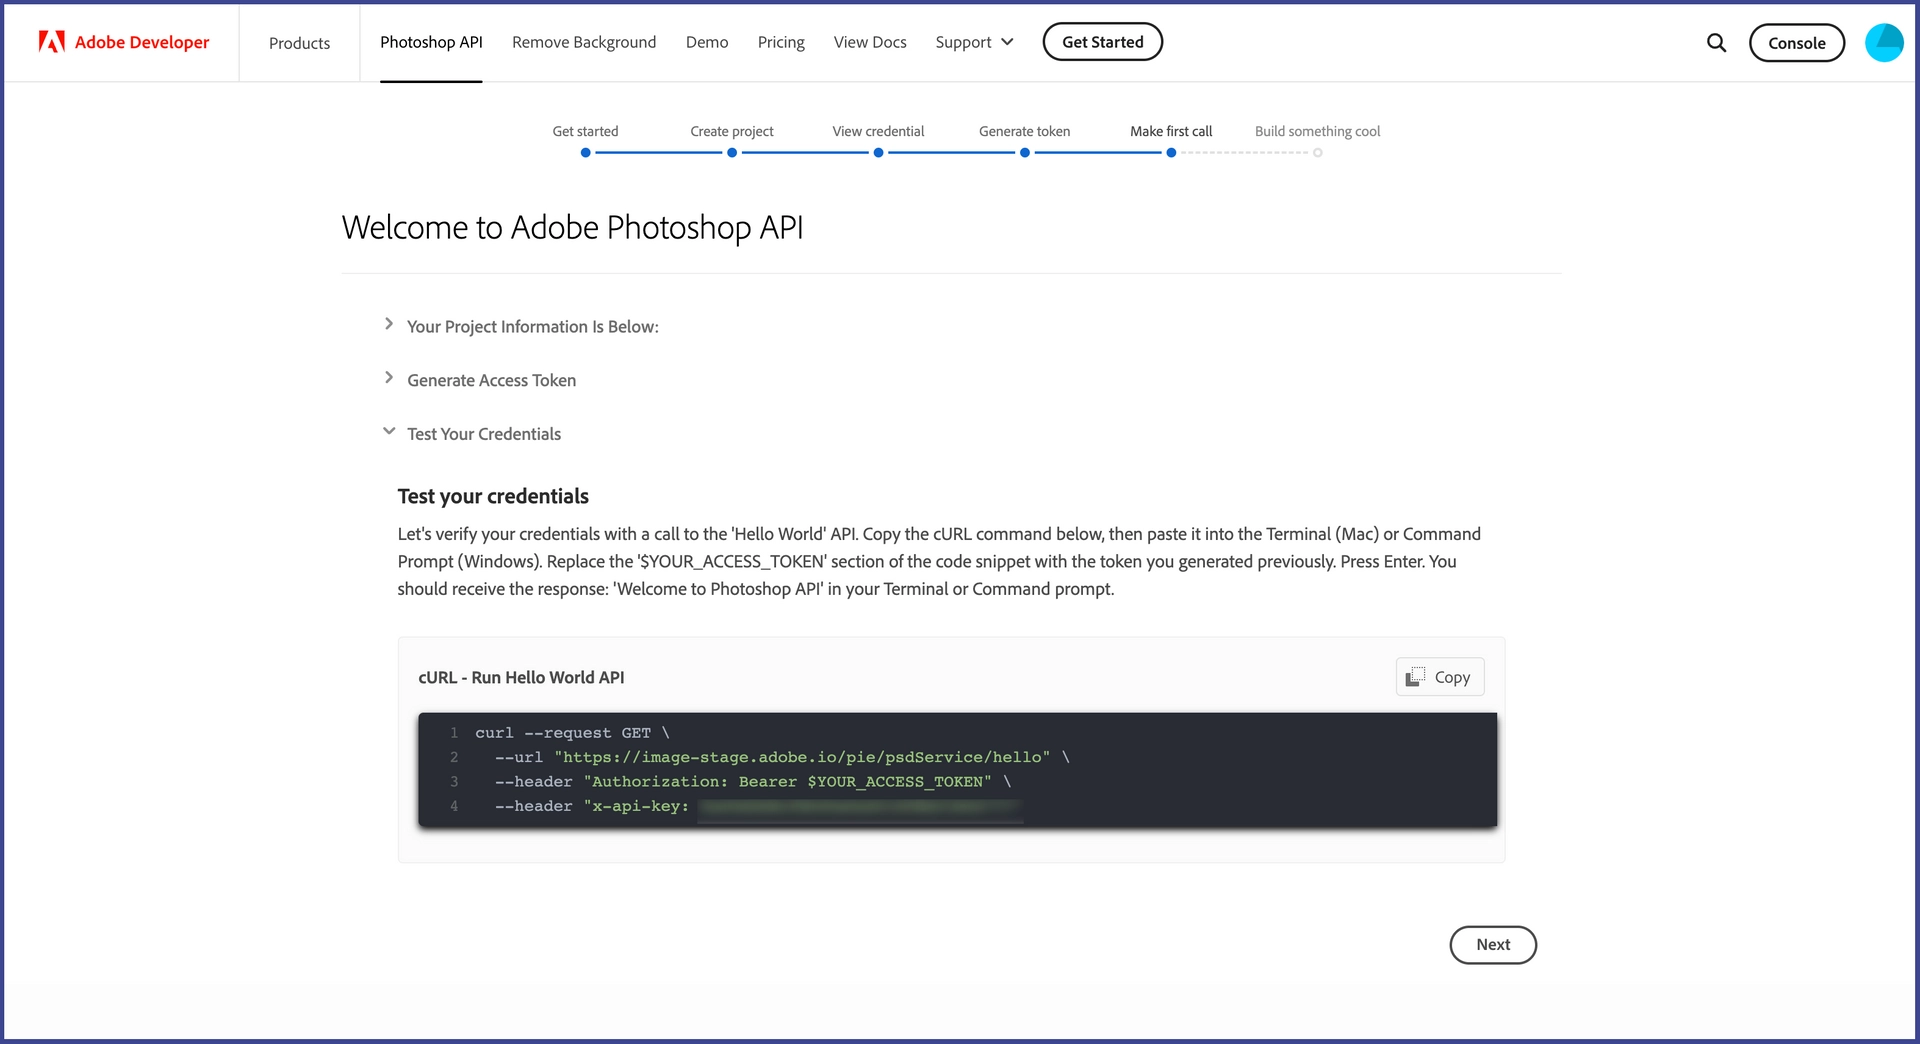 Adobe Developer
Products
Photoshop API
Remove Background
Demo
Pricing
View Docs
Support
Get Started
Console
Get started
Create project
View credential
Generate token
Make first call
Build something cool
Welcome to Adobe Photoshop API
Your Project Information Is Below:
Generate Access Token
Test Your Credentials
Test your credentials
Let's verify your credentials with a call to the 'Hello World' API. Copy the cURL command below, then paste it into the Terminal (Mac) or Command
Prompt (Windows). Replace the '$YOUR_ACCESS_TOKEN' section of the code snippet with the token you generated previously. Press Enter. You
should receive the response: 'Welcome to Photoshop API' in your Terminal or Command prompt.
cURL - Run Hello World API
Copy
1 curl --request GET \
2 --url "https://image-stage.adobe.io/pie/psdService/hello" \
3 --header "Authorization: Bearer $YOUR_ACCESS_TOKEN" \
4 --header "x-api-key:
Next